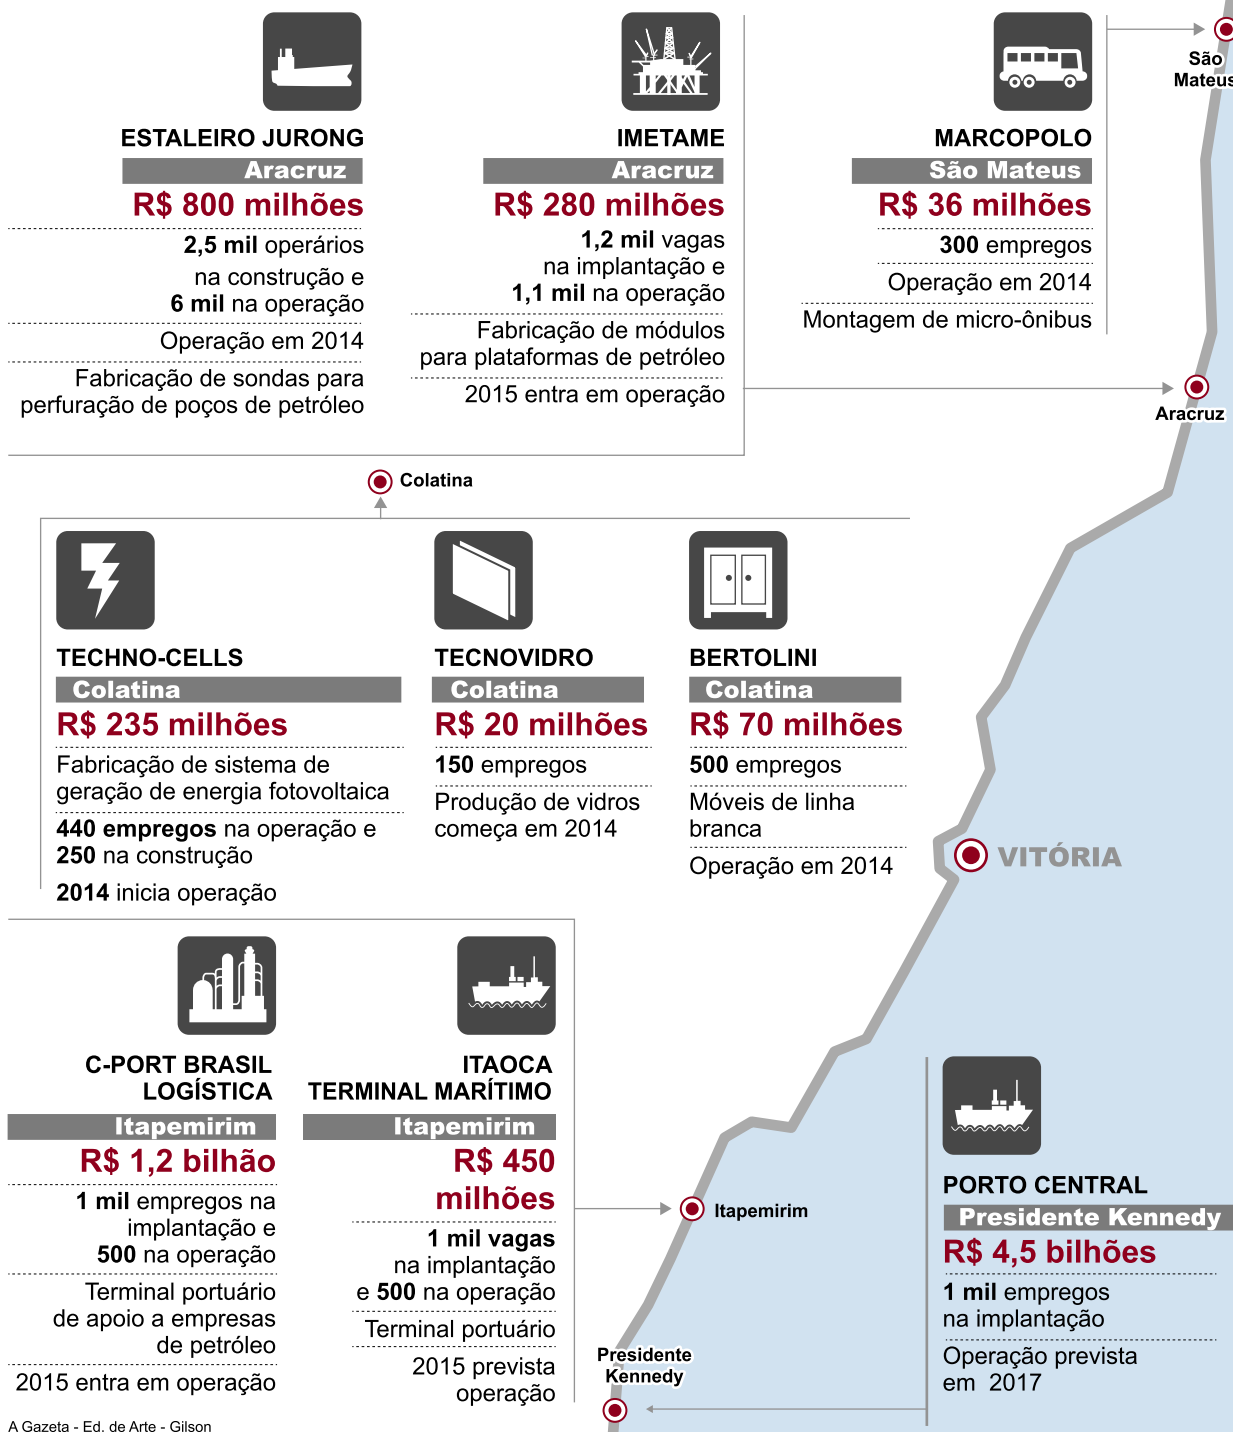 ESTALEIRO JURONG
Aracruz
R$ 800 milhões
2,5 mil operários
na construção e
6 mil na operação
Operação em 2014
Fabricação de sondas para
perfuração de poços de petróleo
IMETAME
Aracruz
R$ 280 milhões
1,2 mil vagas
na implantação e
1,1 mil na operação
Fabricação de módulos
para plataformas de petróleo
2015 entra em operação
MARCOPOLO
São Mateus
R$ 36 milhões
300 empregos
Operação em 2014
Montagem de micro-ônibus
São
Mateus
Aracruz
Colatina
TECHNO-CELLS
Colatina
R$ 235 milhões
Fabricação de sistema de
geração de energia fotovoltaica
440 empregos na operação e
250 na construção
2014 inicia operação
TECNOVIDRO
Colatina
R$ 20 milhões
150 empregos
Produção de vidros
começa em 2014
BERTOLINI
Colatina
R$ 70 milhões
500 empregos
Móveis de linha
branca
Operação em 2014
VITÓRIA
C-PORT BRASIL
LOGÍSTICA
Itapemirim
R$ 1,2 bilhão
1 mil empregos na
implantação e
500 na operação
Terminal portuário
de apoio a empresas
de petróleo
2015 entra em operação
ITAOCA
TERMINAL MARÍTIMO
Itapemirim
R$ 450
milhões
1 mil vagas
na implantação
e 500 na operação
Terminal portuário
2015 prevista
operação
Itapemirim
Presidente
Kennedy
PORTO CENTRAL
Presidente Kennedy
R$ 4,5 bilhões
1 mil empregos
na implantação
Operação prevista
em 2017
A Gazeta - Ed. de Arte - Gilson